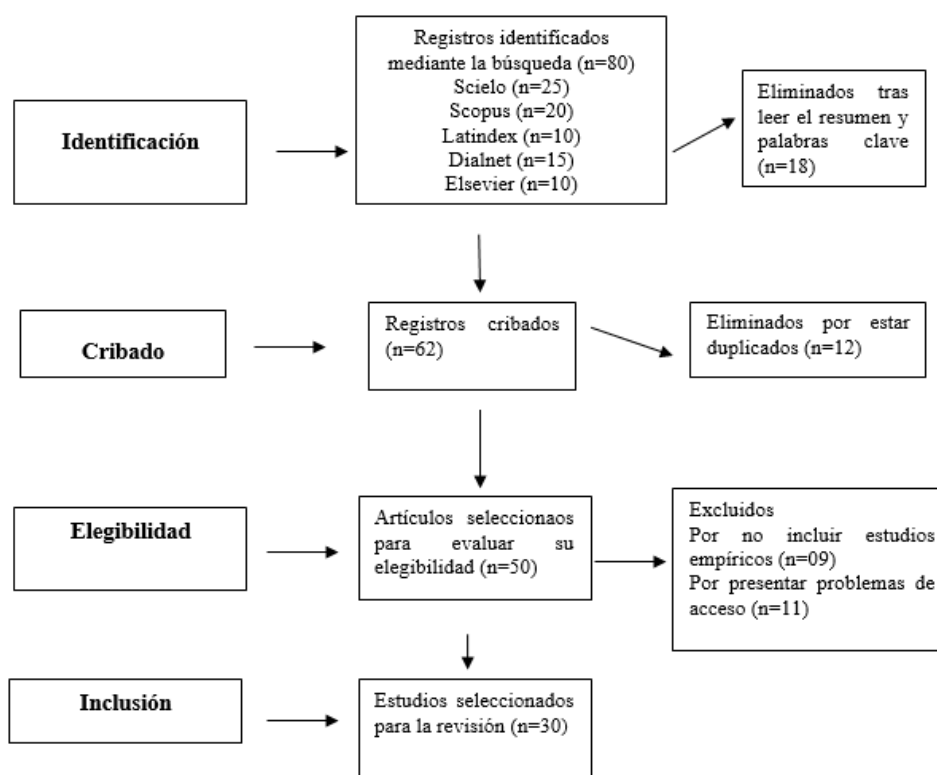 Identificación
Registros identificados
mediante la búsqueda (n=80)
Scielo (n=25)
Scopus (n=20)
Latindex (n=10)
Dialnet (n=15)
Elsevier (n=10)
Eliminados tras
leer el resumen y
palabras clave
(n=18)
Cribado
Registros cribados
(n=62)
Eliminados por estar
duplicados (n=12)
Elegibilidad
Artículos seleccionaos
para evaluar su
elegibilidad (n=50)
Excluidos
Por no incluir estudios
empíricos (n=09)
Por presentar problemas de
acceso (n=11)
Inclusión
Estudios seleccionados
para la revisión (n=30)